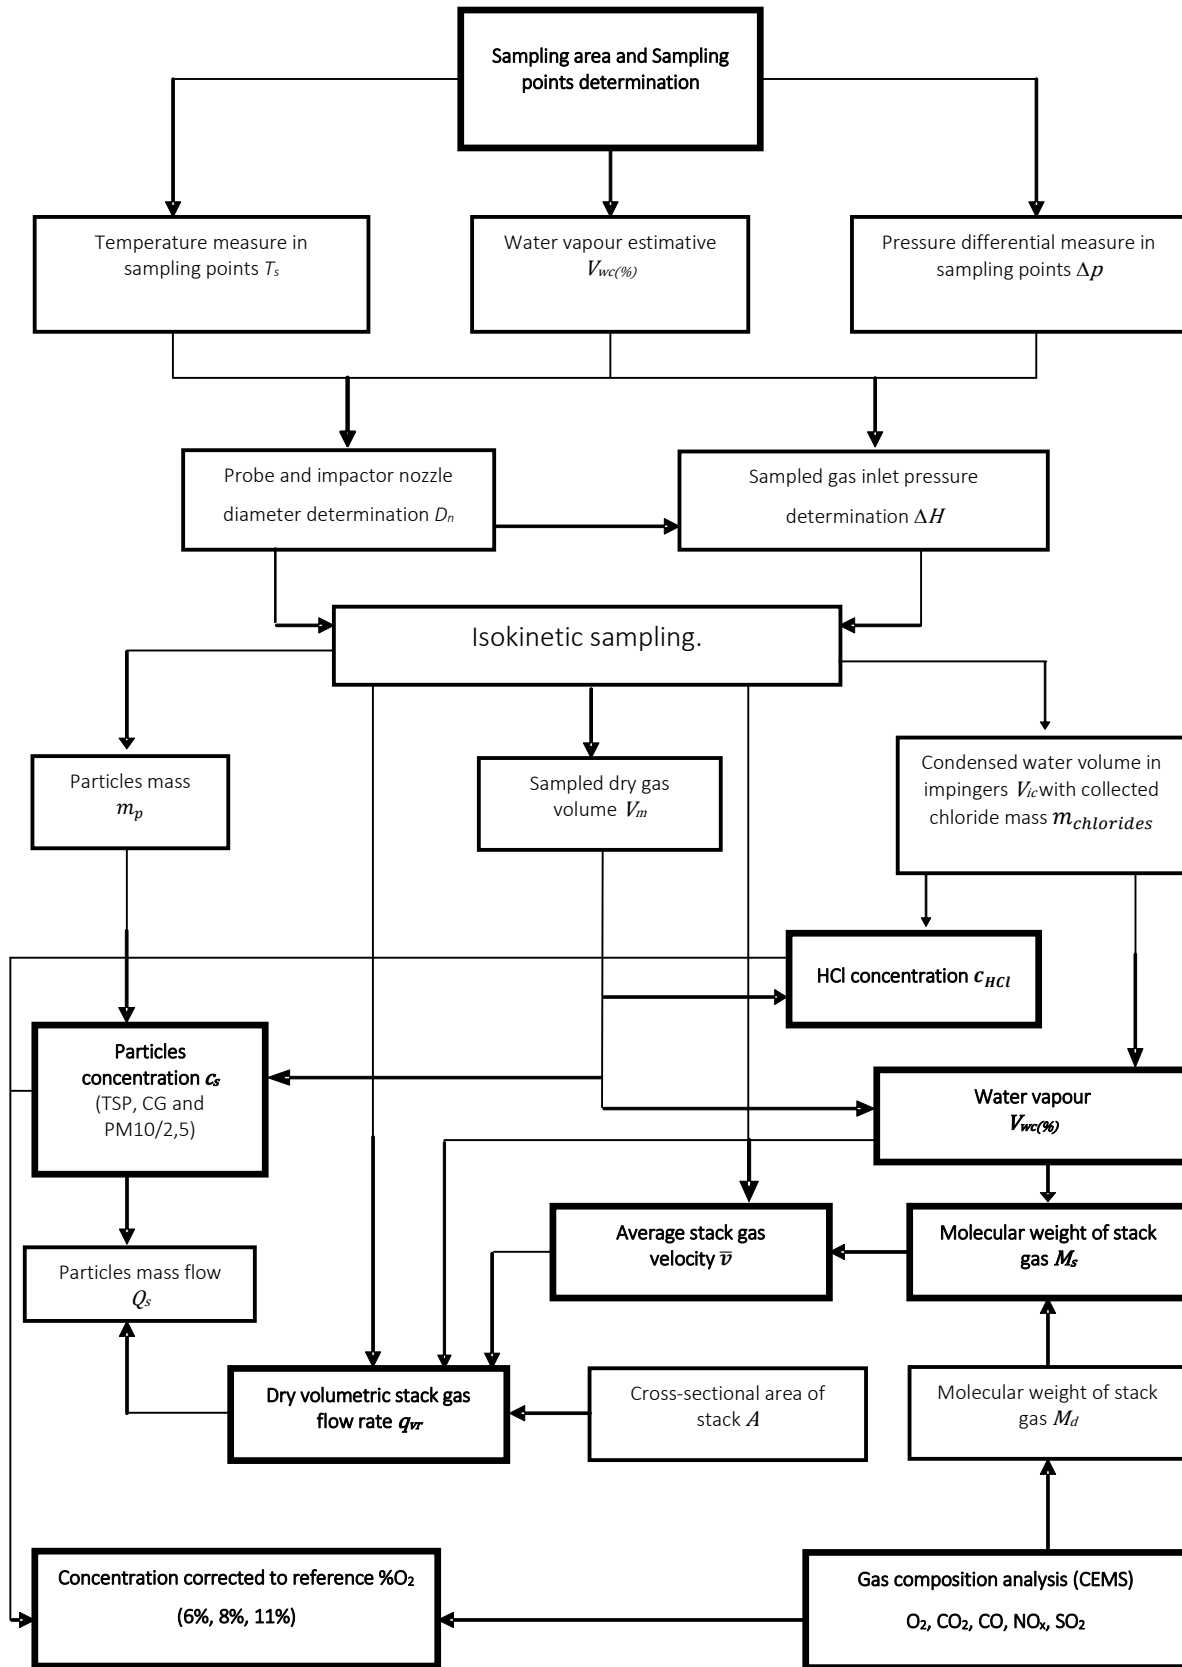 Sampling area and Sampling
points determination
Temperature measure in
sampling points Ts
Water vapour estimative
Vwc(%)
Pressure differential measure in
sampling points Δp
Probe and impactor nozzle
diameter determination Dn
Sampled gas inlet pressure
determination ΔH
Isokinetic sampling.
Particles mass
mp
Sampled dry gas
volume Vm
Condensed water volume in
impingers Vic with collected
chloride mass mchlorides
HCl concentration cHCl
Particles
concentration cs
(TSP, CG and
PM10/2,5)
Water vapour
Vwc(%)
Average stack gas
velocity v̅
Molecular weight of stack
gas Ms
Particles mass flow
Qs
Dry volumetric stack gas
flow rate qvr
Cross-sectional area of
stack A
Molecular weight of stack
gas Md
Concentration corrected to reference %O₂
(6%, 8%, 11%)
Gas composition analysis (CEMS)
O₂, CO₂, CO, NOₓ, SO₂